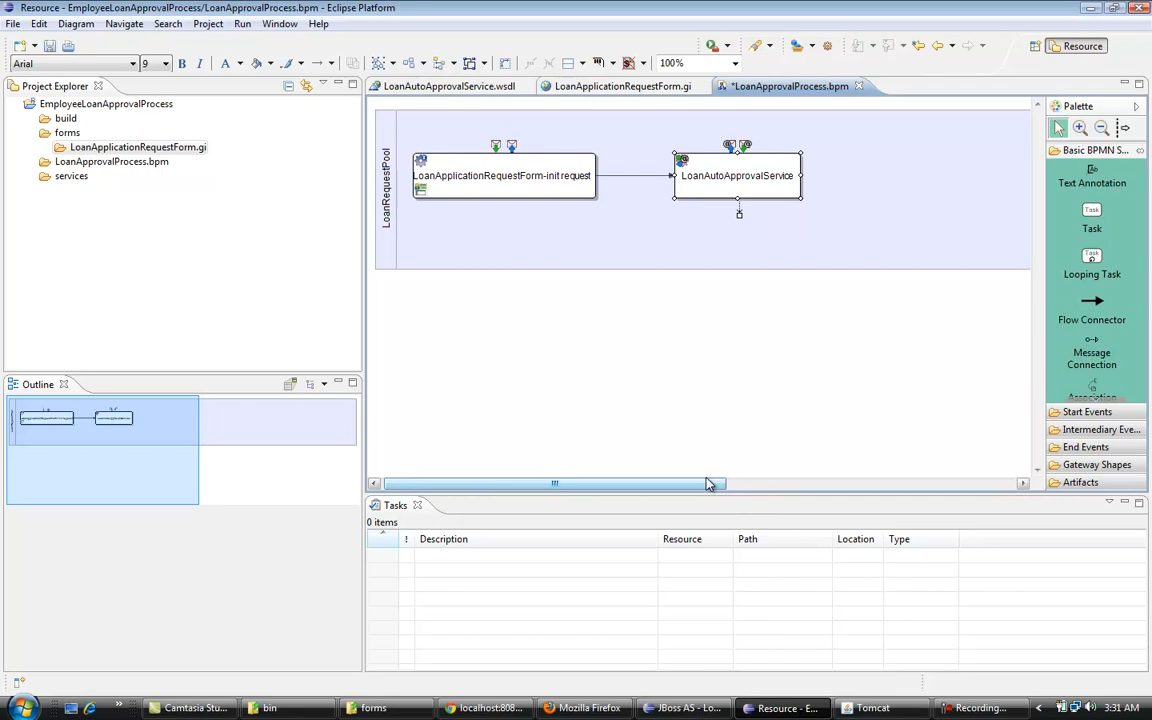 Resource - EmployeeLoanApprovalProcess/LoanApprovalProcess.bpm - Eclipse Platform
File Edit Diagram Navigate Search Project Run Window Help
Arial 9 B I A 100% Resource
Project Explorer
EmployeeLoanApprovalProcess
build
forms
LoanApplicationRequestForm.gi
LoanApprovalProcess.bpm
services
LoanAutoApprovalService.wsdl LoanApplicationRequestForm.gi *LoanApprovalProcess.bpm
LoanRequestPool
LoanApplicationRequestForm-init request
LoanAutoApprovalService
Palette
Basic BPMN S...
Text Annotation
Task
Task
Task
Looping Task
Flow Connector
Message
Connection
Association
Start Events
Intermediary Eve...
End Events
Gateway Shapes
Artifacts
Outline
Tasks
0 items
! Description Resource Path Location Type
Camtasia Stu... bin forms localhost:808... Mozilla Firefox JBoss AS - Lo... Resource - E... Tomcat Recording... 3:31 AM